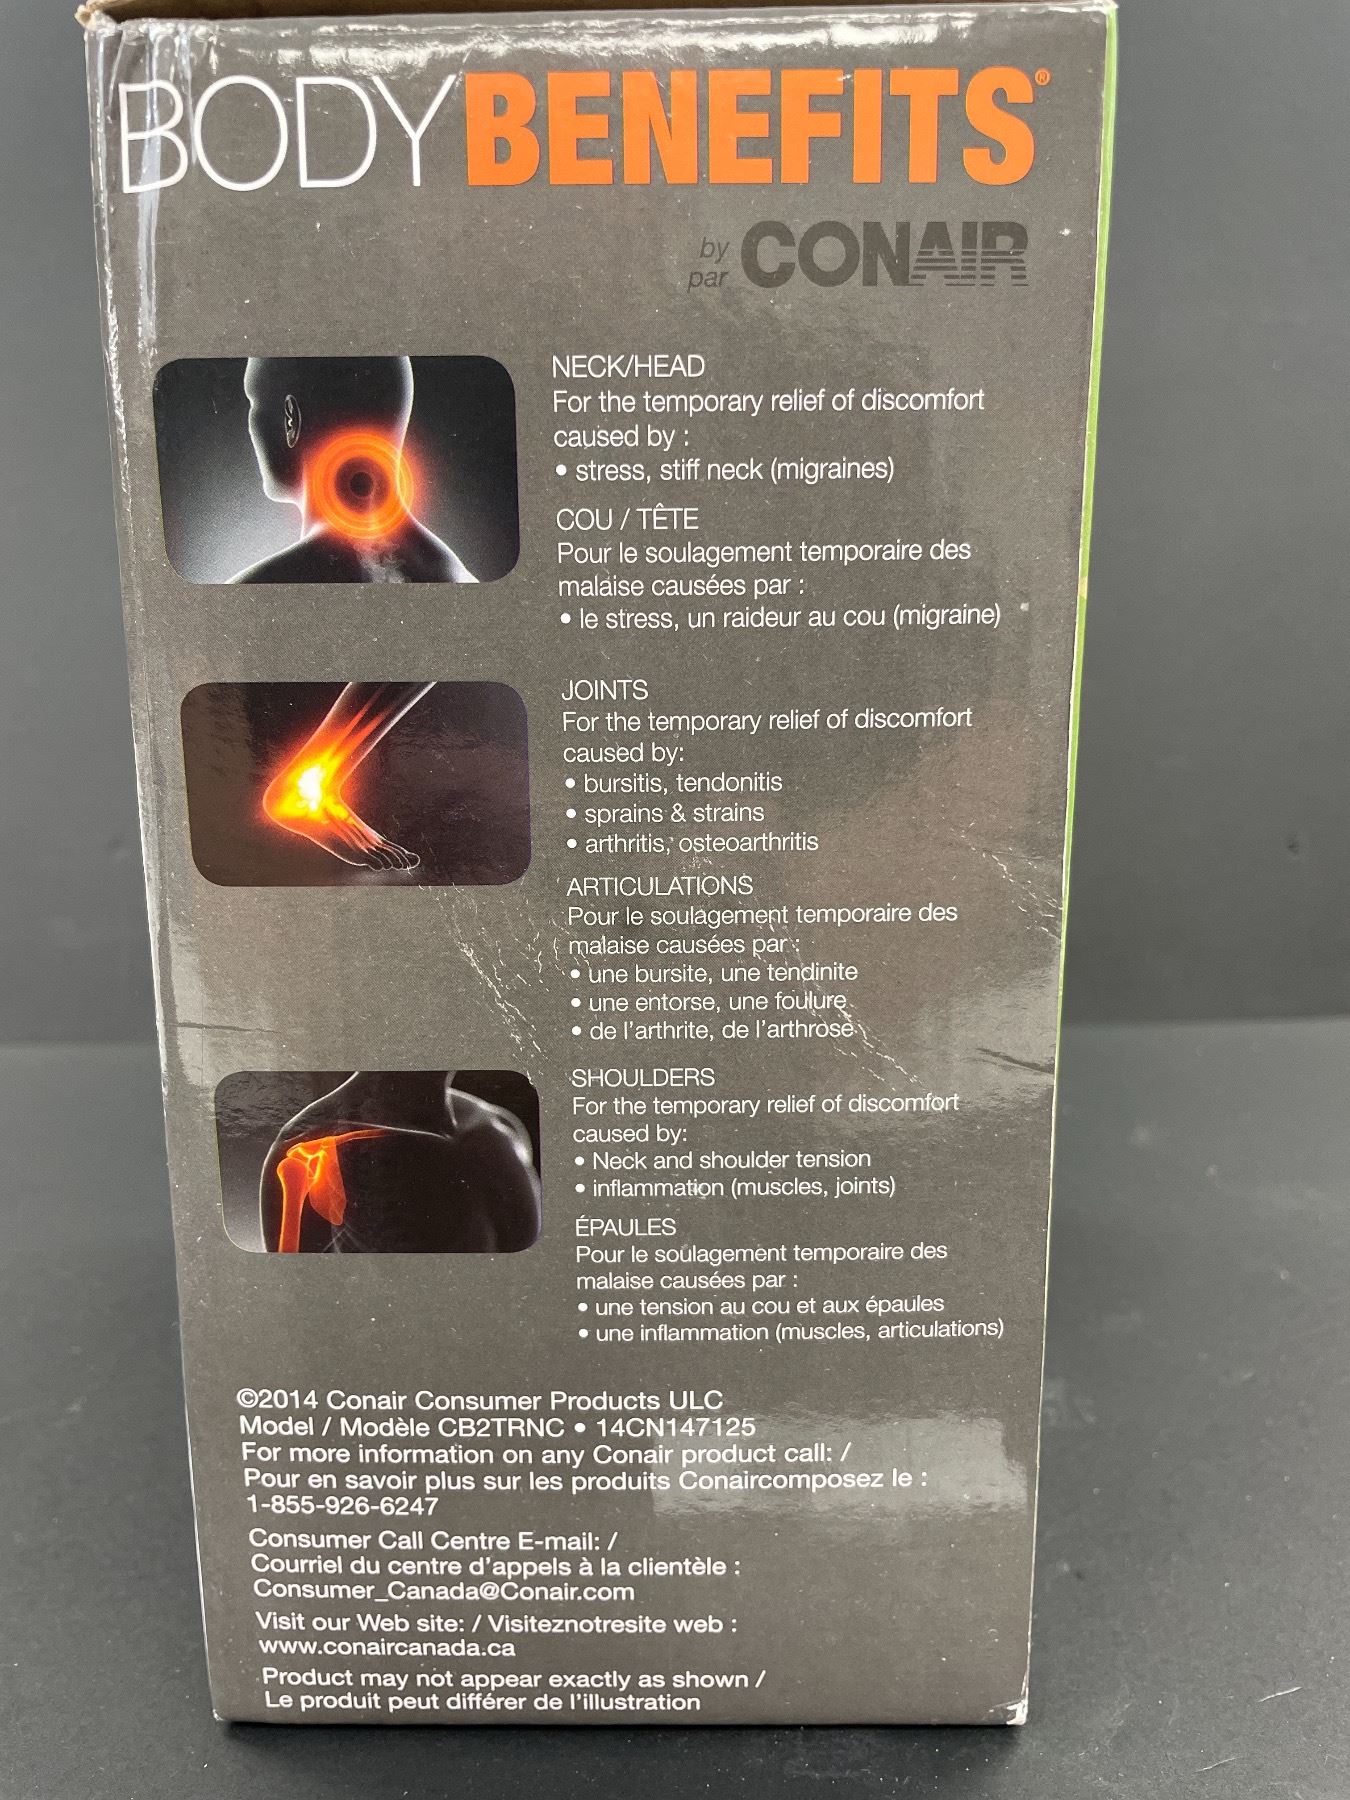 BODYBENEFITS®
by
par CONAIR
NECK/HEAD
For the temporary relief of discomfort
caused by :
• stress, stiff neck (migraines)
COU / TÊTE
Pour le soulagement temporaire des
malaise causées par :
• le stress, un raideur au cou (migraine)
JOINTS
For the temporary relief of discomfort
caused by:
• bursitis, tendonitis
• sprains & strains
• arthritis, osteoarthritis
ARTICULATIONS
Pour le soulagement temporaire des
malaise causées par :
• une bursite, une tendinite
• une entorse, une foulure
• de l'arthrite, de l'arthrose
SHOULDERS
For the temporary relief of discomfort
caused by:
• Neck and shoulder tension
• inflammation (muscles, joints)
ÉPAULES
Pour le soulagement temporaire des
malaise causées par :
• une tension au cou et aux épaules
• une inflammation (muscles, articulations)
©2014 Conair Consumer Products ULC
Model / Modèle CB2TRNC • 14CN147125
For more information on any Conair product call: /
Pour en savoir plus sur les produits Conaircomposez le :
1-855-926-6247
Consumer Call Centre E-mail: /
Courriel du centre d'appels à la clientèle :
Consumer_Canada@Conair.com
Visit our Web site: / Visiteznotresite web :
www.conaircanada.ca
Product may not appear exactly as shown /
Le produit peut différer de l'illustration